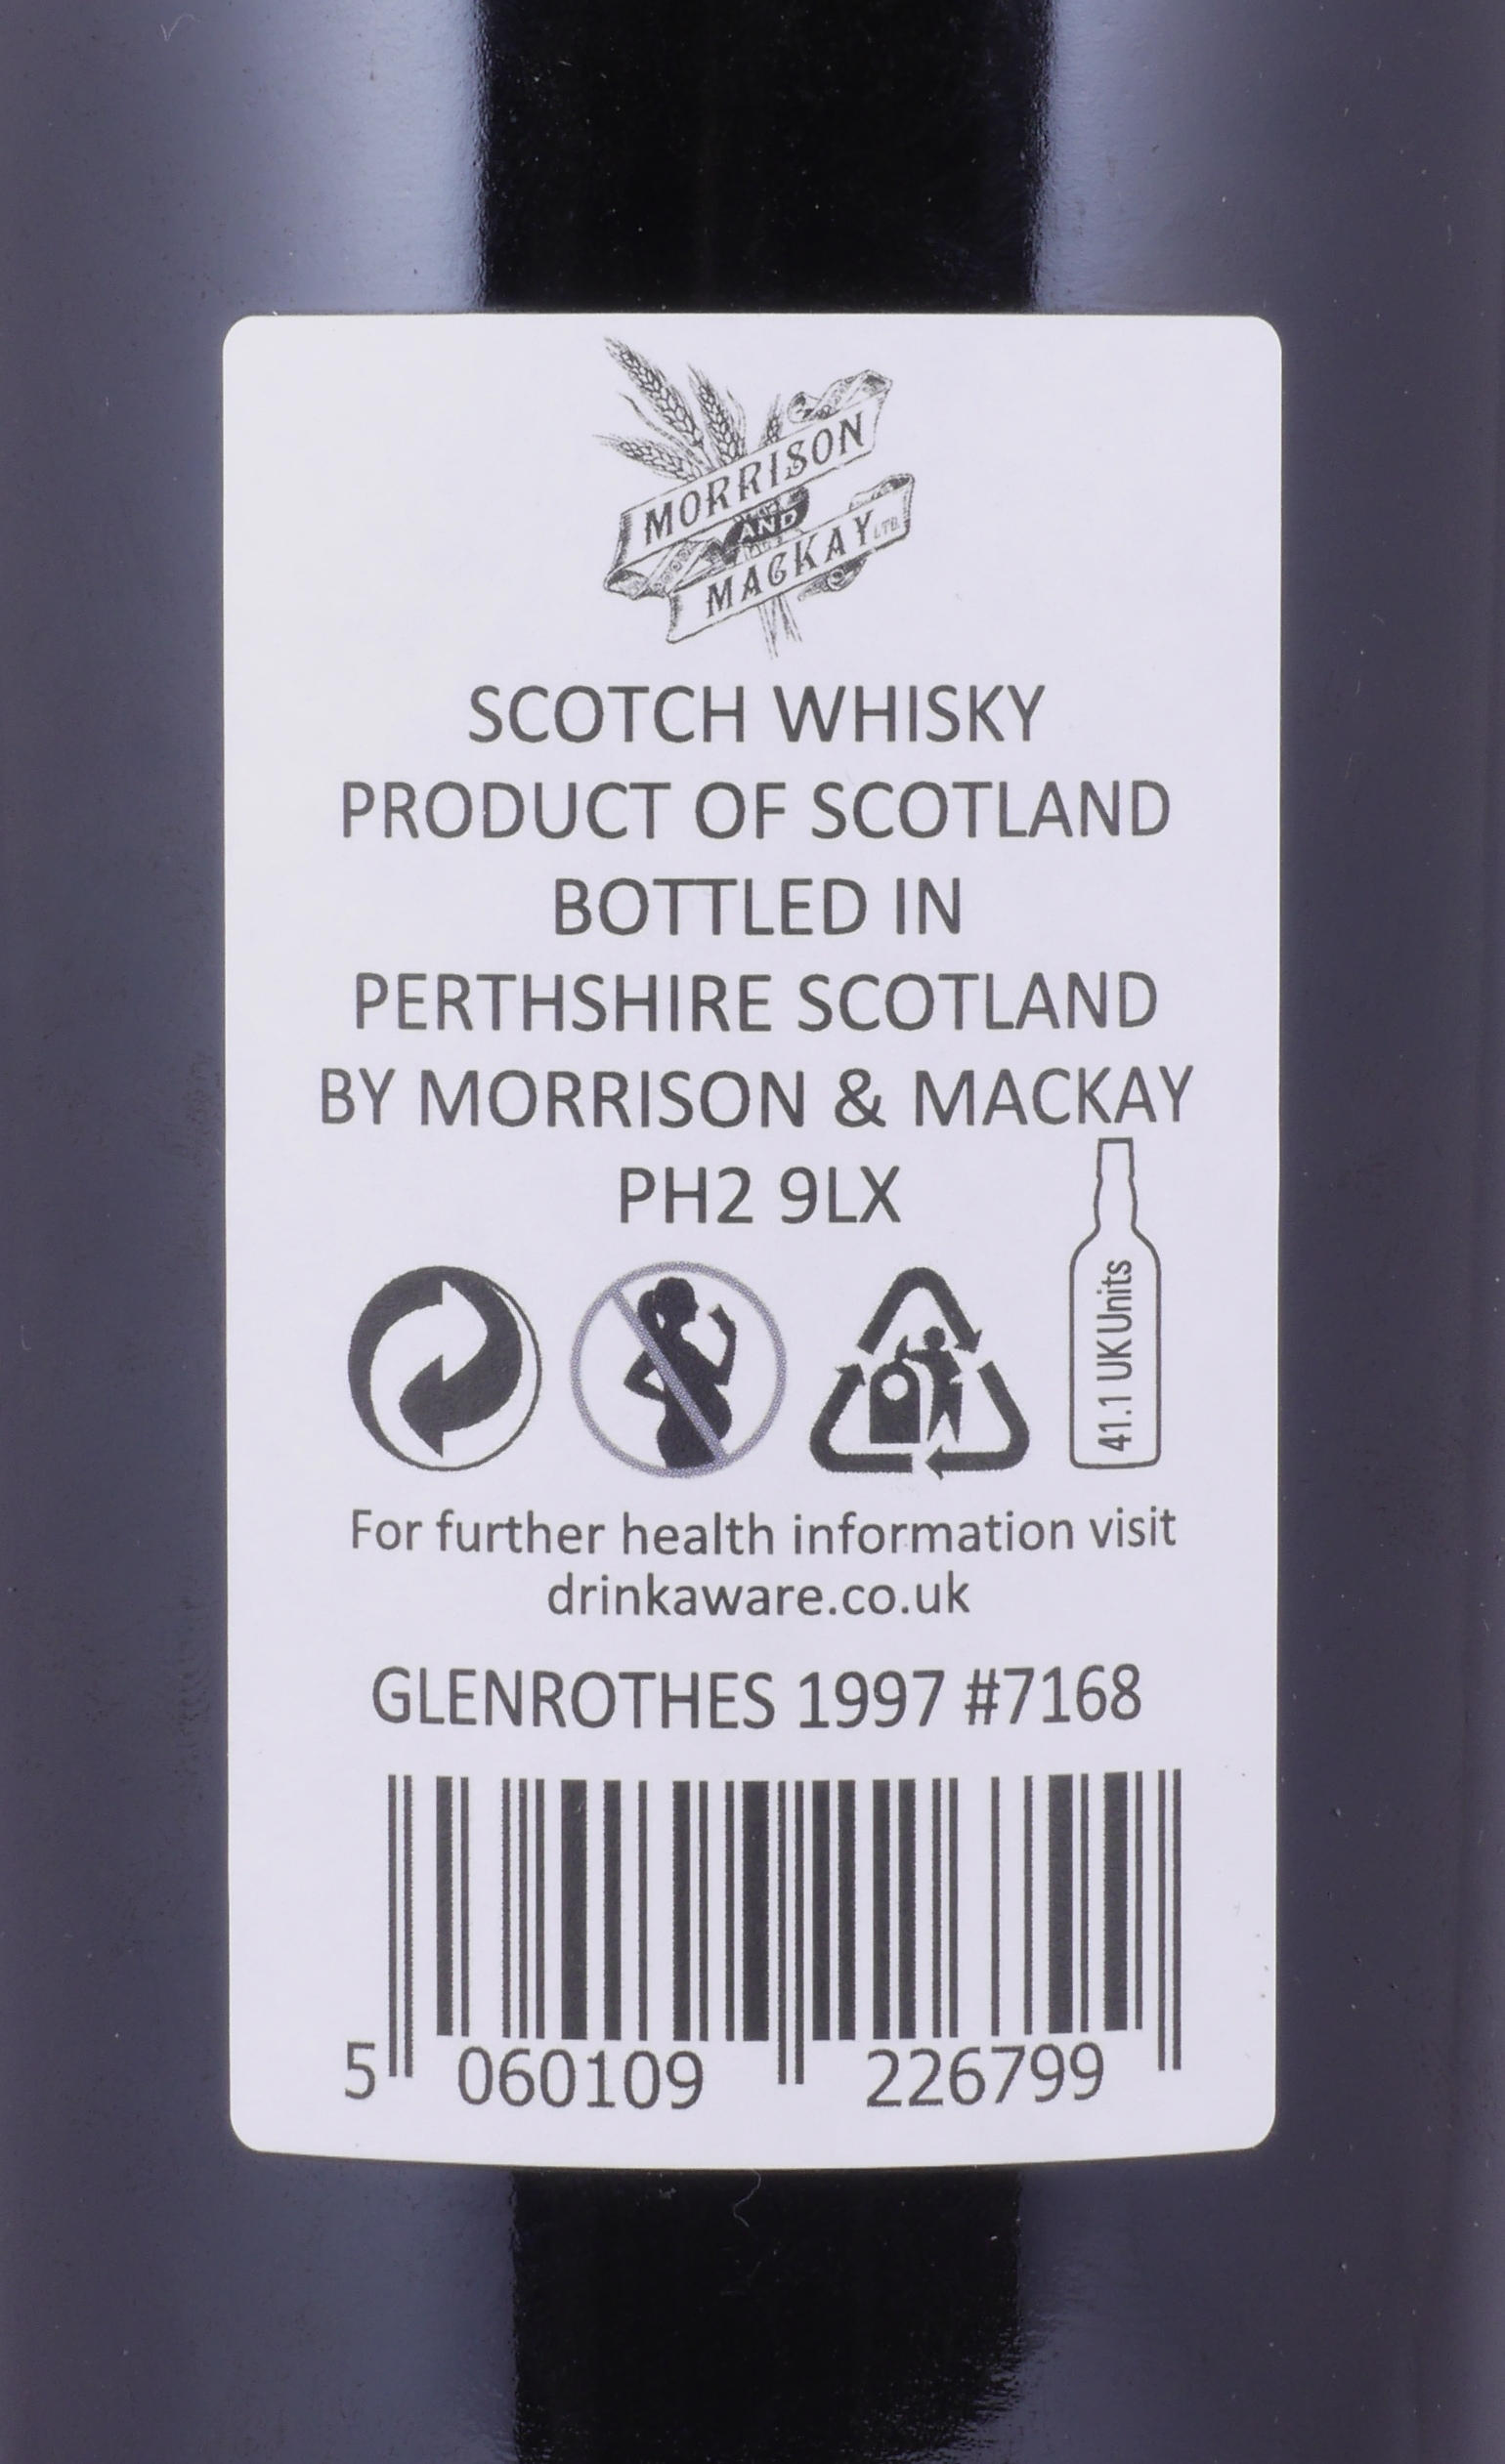 MORRISON
AND
MACKAY LTD.
SCOTCH WHISKY
PRODUCT OF SCOTLAND
BOTTLED IN
PERTHSHIRE SCOTLAND
BY MORRISON & MACKAY
PH2 9LX
41.1 UK Units
For further health information visit
drinkaware.co.uk
GLENROTHES 1997 #7168
5 060109 226799